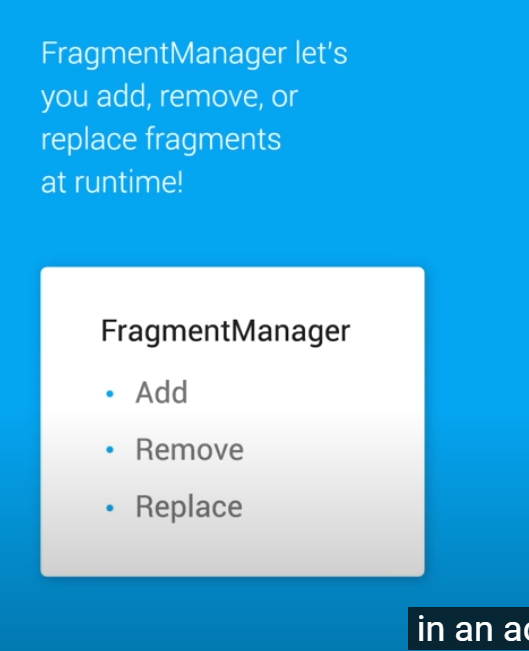 FragmentManager let's
you add, remove, or
replace fragments
at runtime!
FragmentManager
• Add
• Remove
• Replace
in an